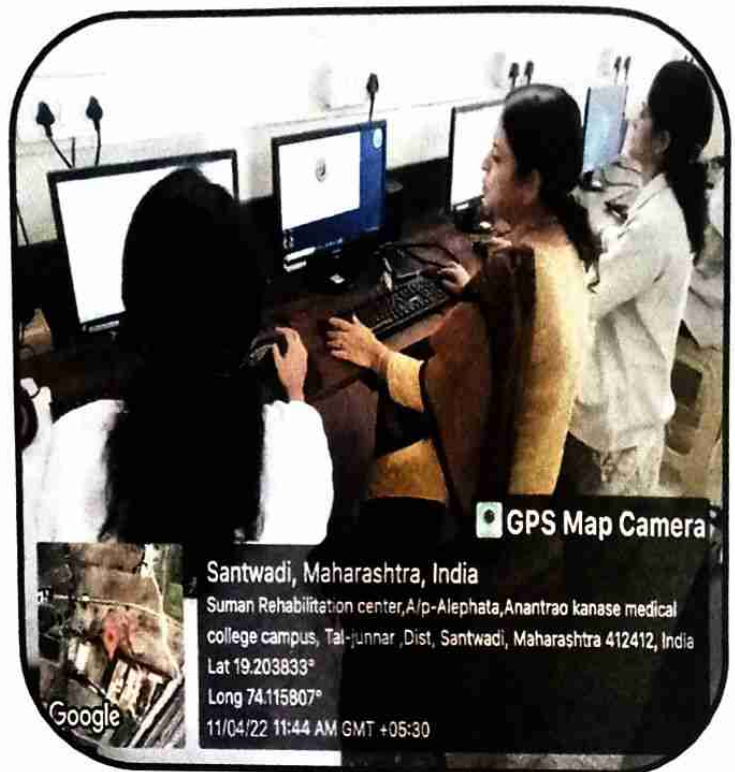 GPS Map Camera
Santwadi, Maharashtra, India
Suman Rehabilitation center,A/p-Alephata,Anantrao kanase medical
college campus, Tal-junnar ,Dist, Santwadi, Maharashtra 412412, India
Lat 19.203833°
Long 74.115807°
11/04/22 11:44 AM GMT +05:30
Google